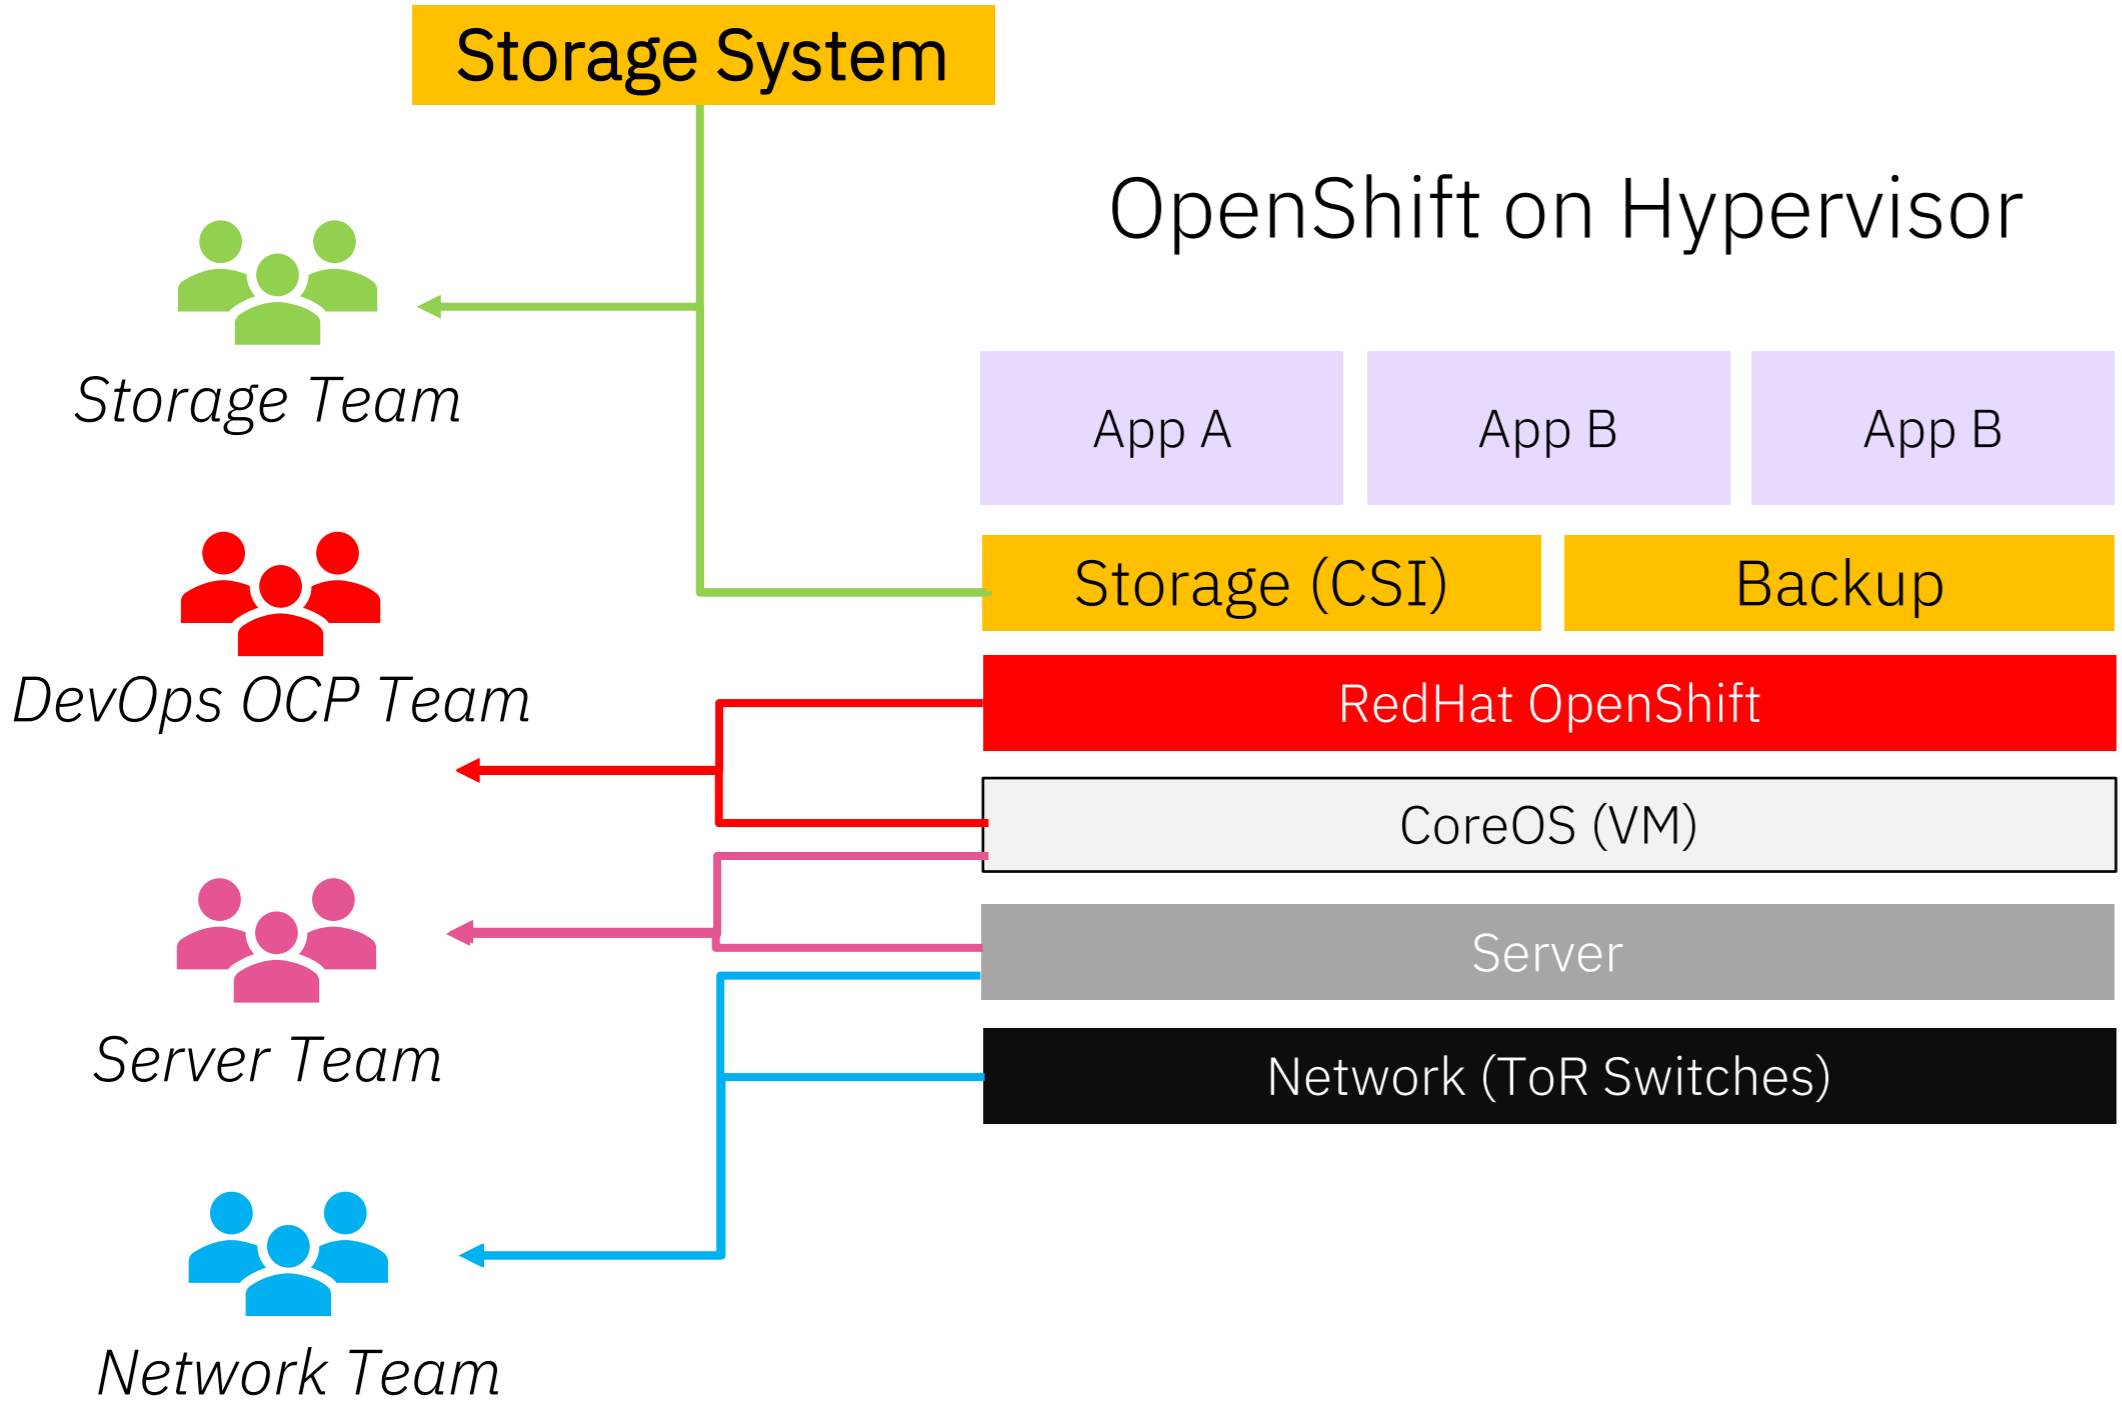 Storage System
OpenShift on Hypervisor
Storage Team
App A
App B
App B
Storage (CSI)
Backup
DevOps OCP Team
RedHat OpenShift
CoreOS (VM)
Server
Server Team
Network (ToR Switches)
Network Team